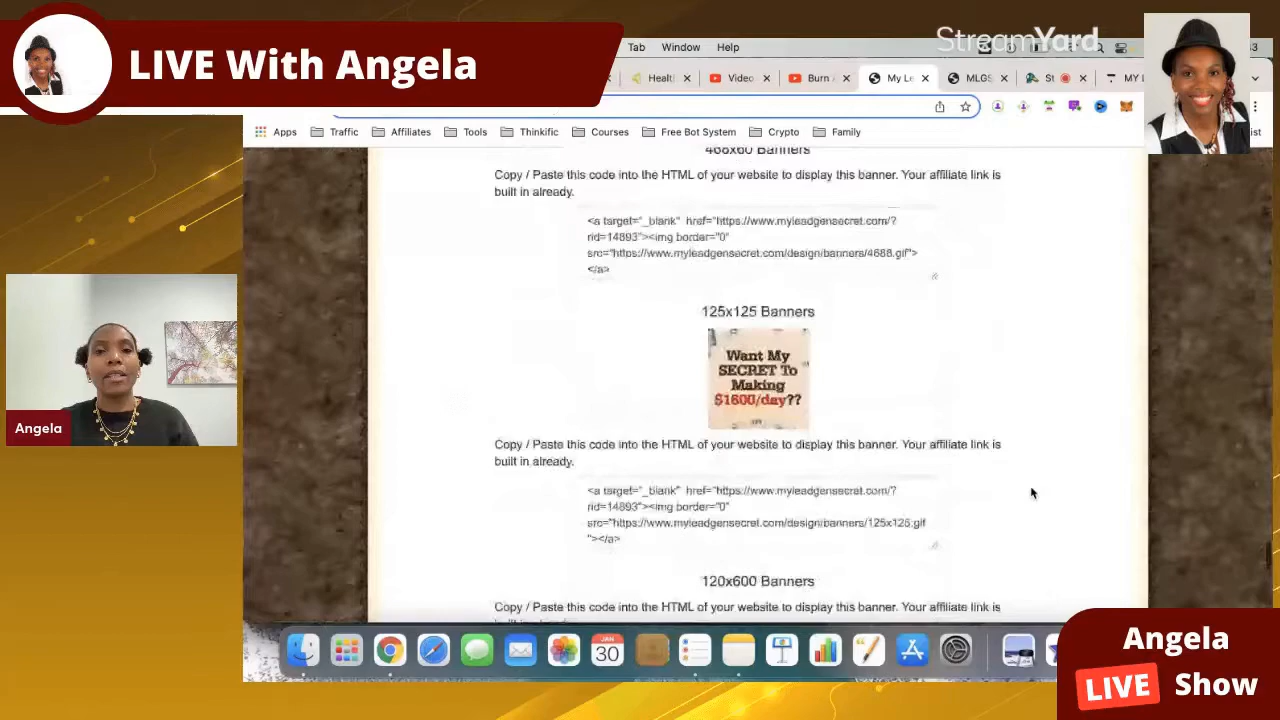 LIVE With Angela
StreamYard
Tab Window Help
Healt
Video
Burn
My Le
MLGS
St
MY L
Apps Traffic Affiliates Tools Thinkific Courses Free Bot System Crypto Family
468x60 Banners
Copy / Paste this code into the HTML of your website to display this banner. Your affiliate link is
built in already.
<a target="_blank" href="https://www.myleadgensecret.com/?
rid=14893"><img border="0"
src="https://www.myleadgensecret.com/design/banners/4688.gif">
</a>
125x125 Banners
Want My
SECRET To
Making
$1600/day??
Copy / Paste this code into the HTML of your website to display this banner. Your affiliate link is
built in already.
<a target="_blank" href="https://www.myleadgensecret.com/?
rid=14893"><img border="0"
src="https://www.myleadgensecret.com/design/banners/125x125.gif
"></a>
120x600 Banners
Copy / Paste this code into the HTML of your website to display this banner. Your affiliate link is
Angela
JAN
30
Angela
LIVE Show